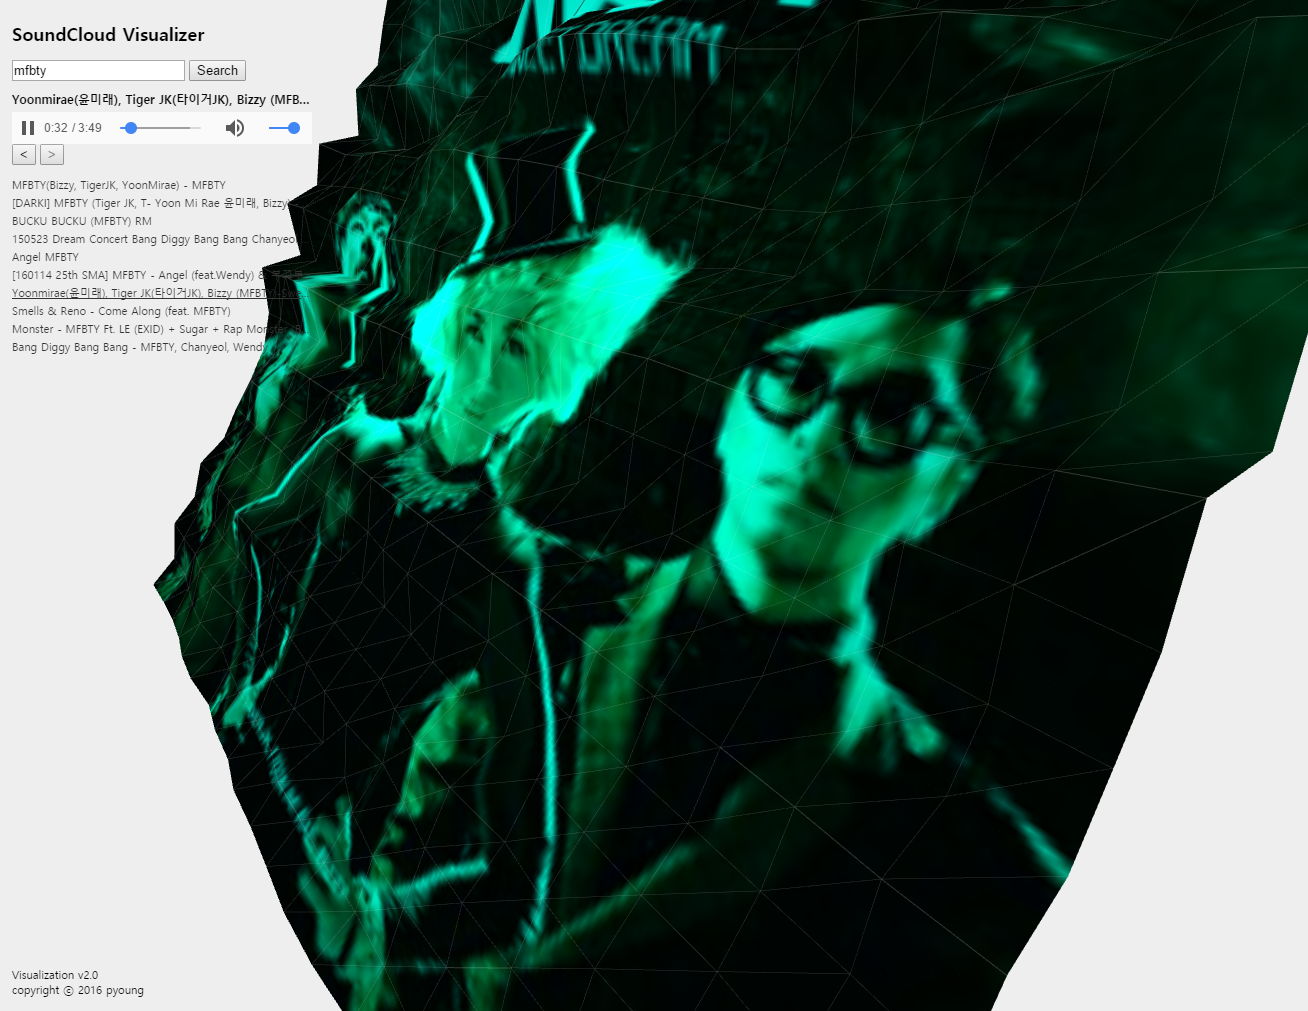 SoundCloud Visualizer
mfbty
Search
Yoonmirae(윤미래), Tiger JK(타이거JK), Bizzy (MFB...
0:32 / 3:49
< >
MFBTY(Bizzy, TigerJK, YoonMirae) - MFBTY
[DARKI] MFBTY (Tiger JK, T- Yoon Mi Rae 윤미래, Bizzy)
BUCKU BUCKU (MFBTY) RM
150523 Dream Concert Bang Diggy Bang Bang Chanyeol
Angel MFBTY
[160114 25th SMA] MFBTY - Angel (feat.Wendy) &
Yoonmirae(윤미래), Tiger JK(타이거JK), Bizzy (MFBTY)-Swe...
Smells & Reno - Come Along (feat. MFBTY)
Monster - MFBTY Ft. LE (EXID) + Sugar + Rap Monster
Bang Diggy Bang Bang - MFBTY, Chanyeol, Wendy
Visualization v2.0
copyright ⓒ 2016 pyoung